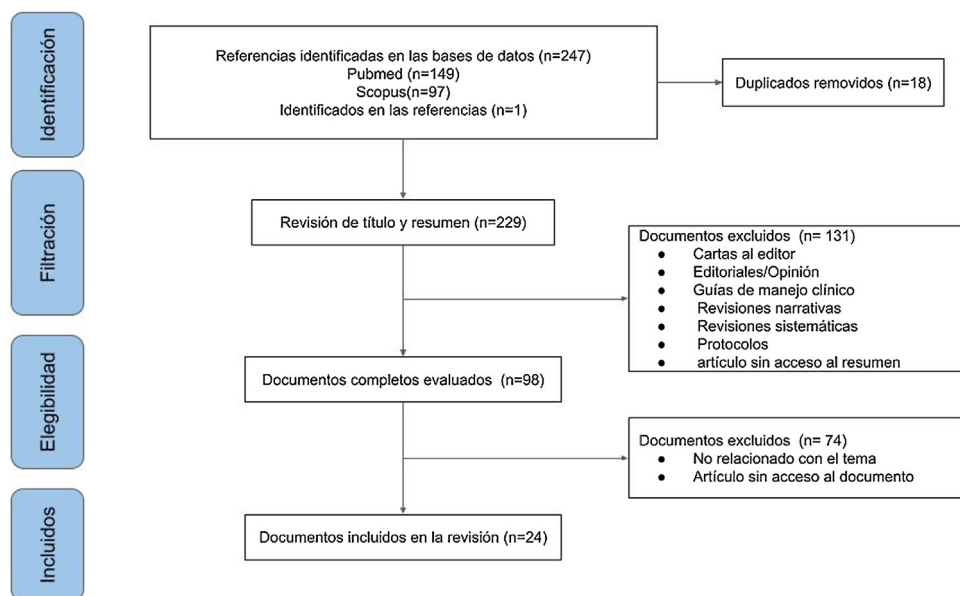 Identificación
Referencias identificadas en las bases de datos (n=247)
Pubmed (n=149)
Scopus(n=97)
Identificados en las referencias (n=1)
Duplicados removidos (n=18)
Filtración
Revisión de título y resumen (n=229)
Documentos excluidos (n= 131)
● Cartas al editor
● Editoriales/Opinión
● Guías de manejo clínico
● Revisiones narrativas
● Revisiones sistemáticas
● Protocolos
● artículo sin acceso al resumen
Elegibilidad
Documentos completos evaluados (n=98)
Documentos excluidos (n= 74)
● No relacionado con el tema
● Artículo sin acceso al documento
Incluidos
Documentos incluidos en la revisión (n=24)